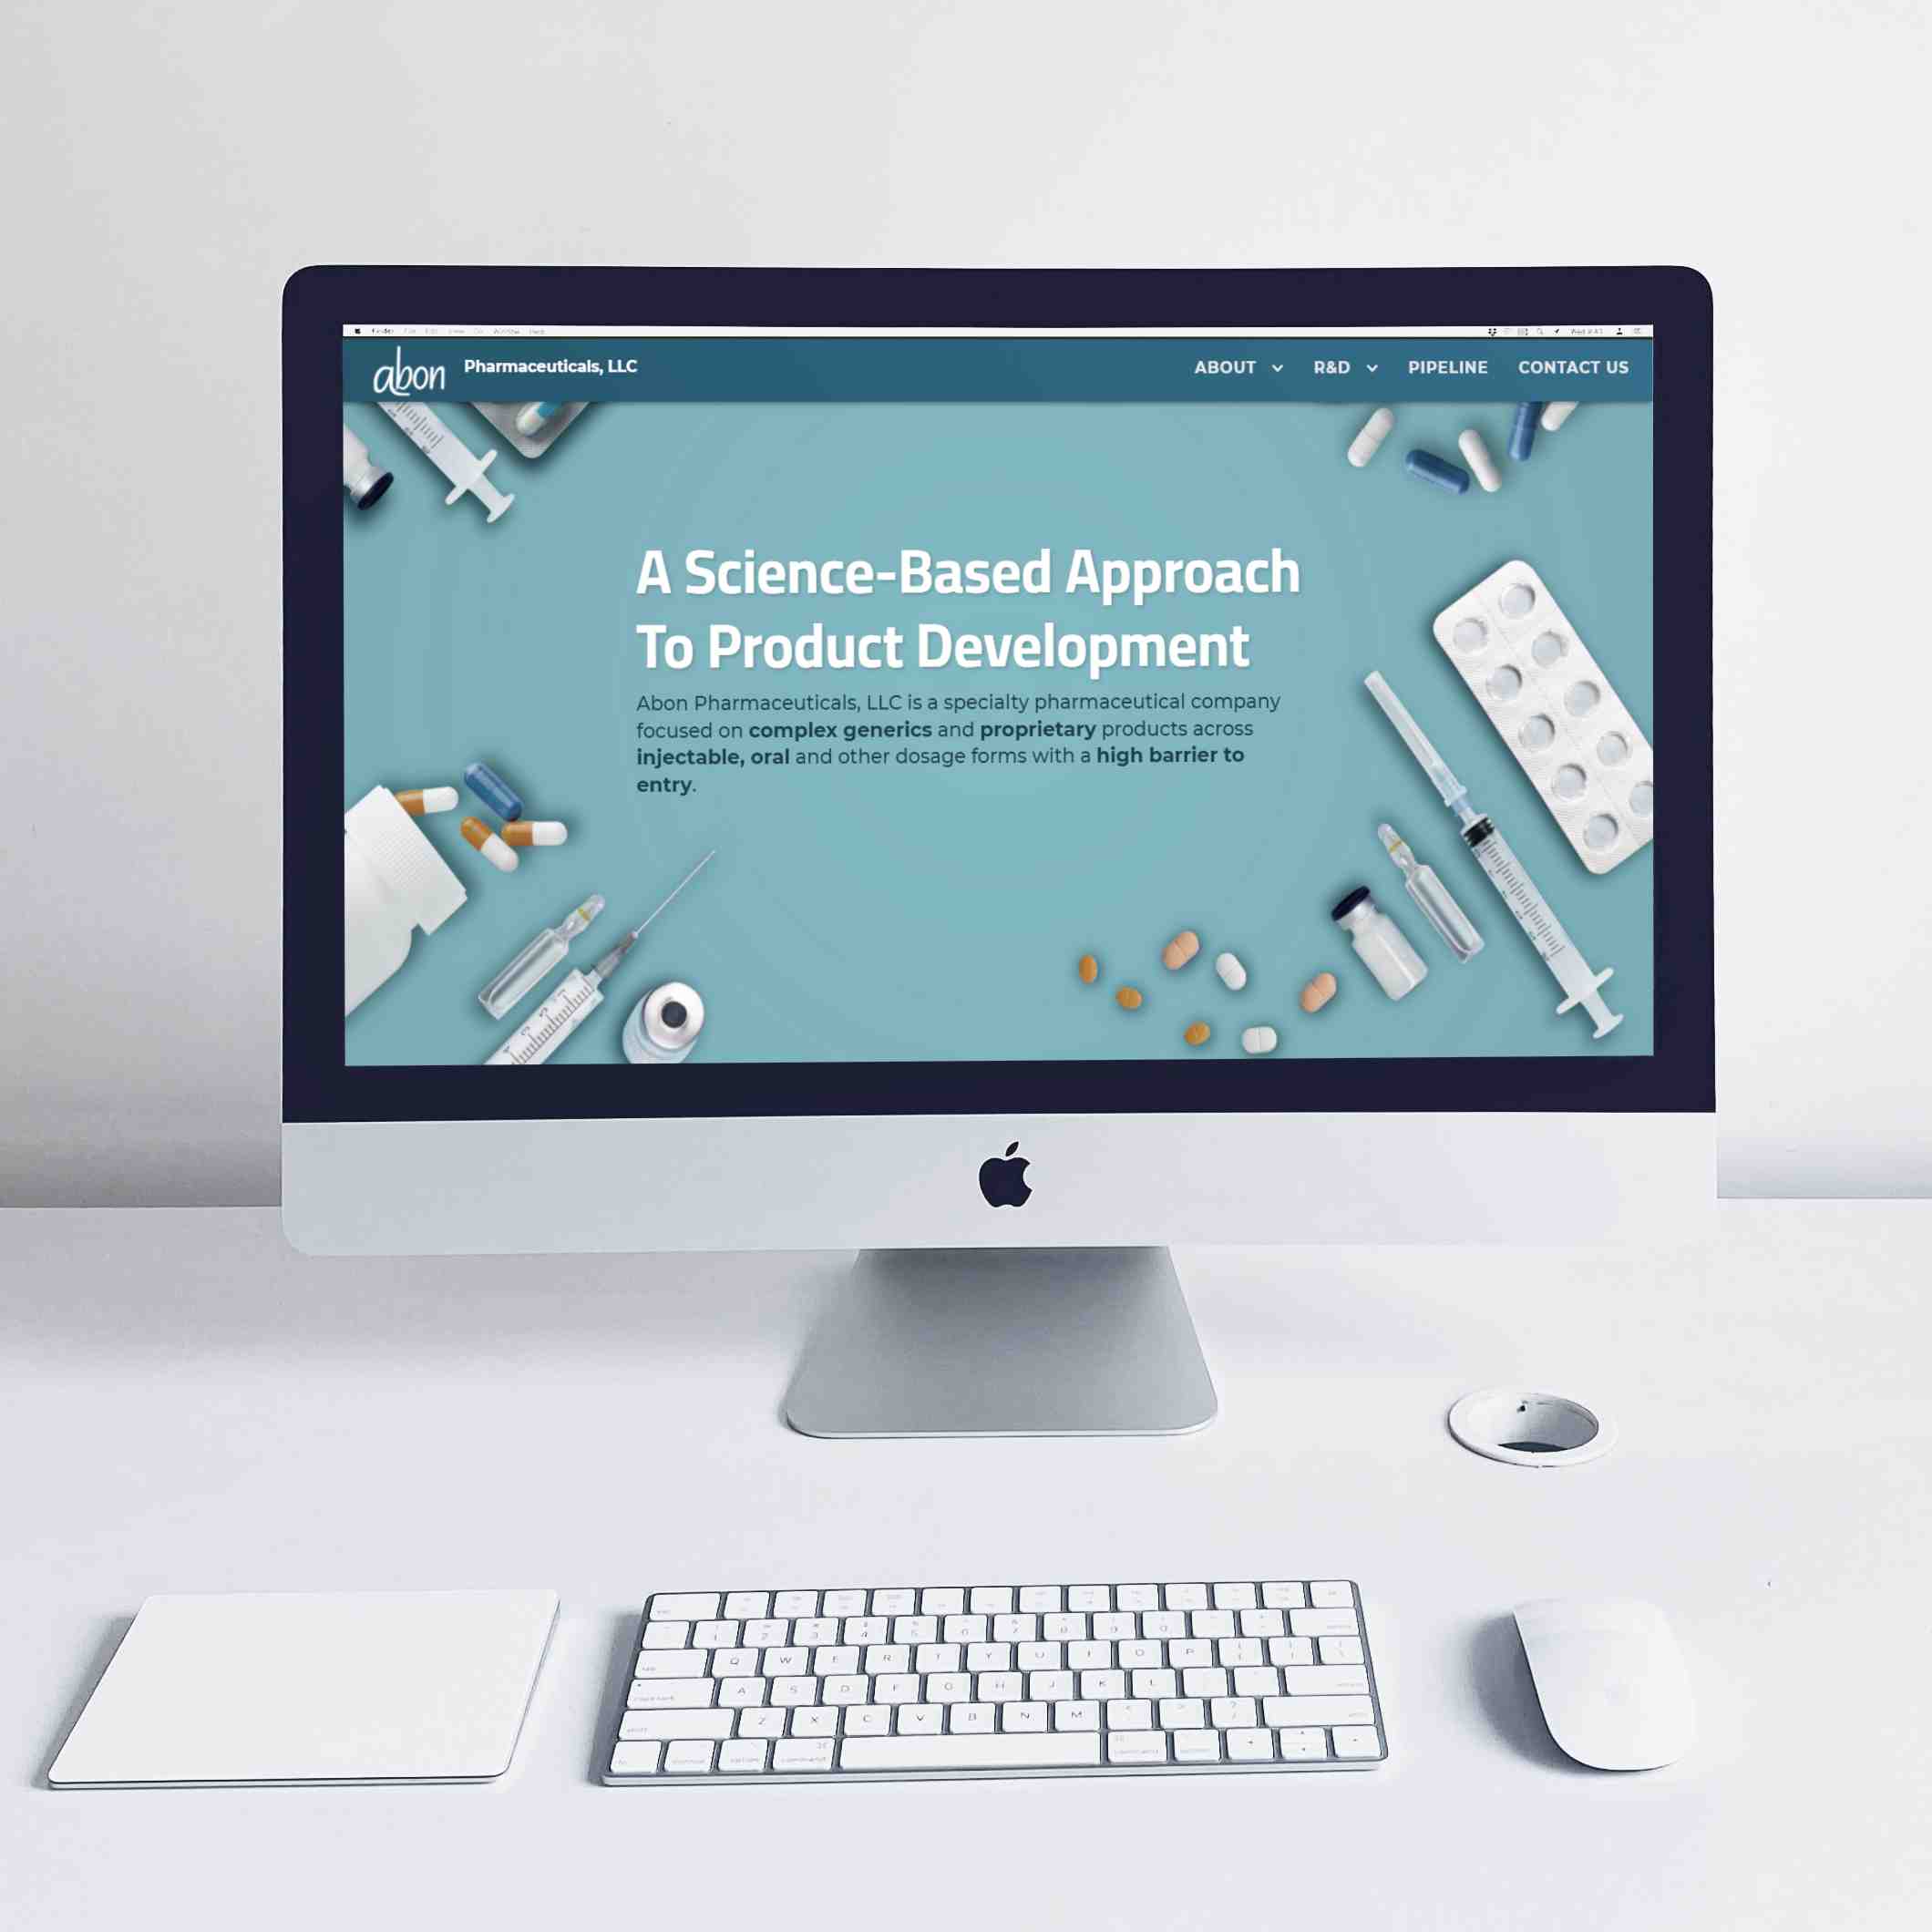 Finder
abon Pharmaceuticals, LLC
ABOUT R&D PIPELINE CONTACT US
A Science-Based Approach
To Product Development
Abon Pharmaceuticals, LLC is a specialty pharmaceutical company
focused on complex generics and proprietary products across
injectable, oral and other dosage forms with a high barrier to
entry.
Q W E R T Y U I O P
A S D F G H J K L
Z X C V B N M